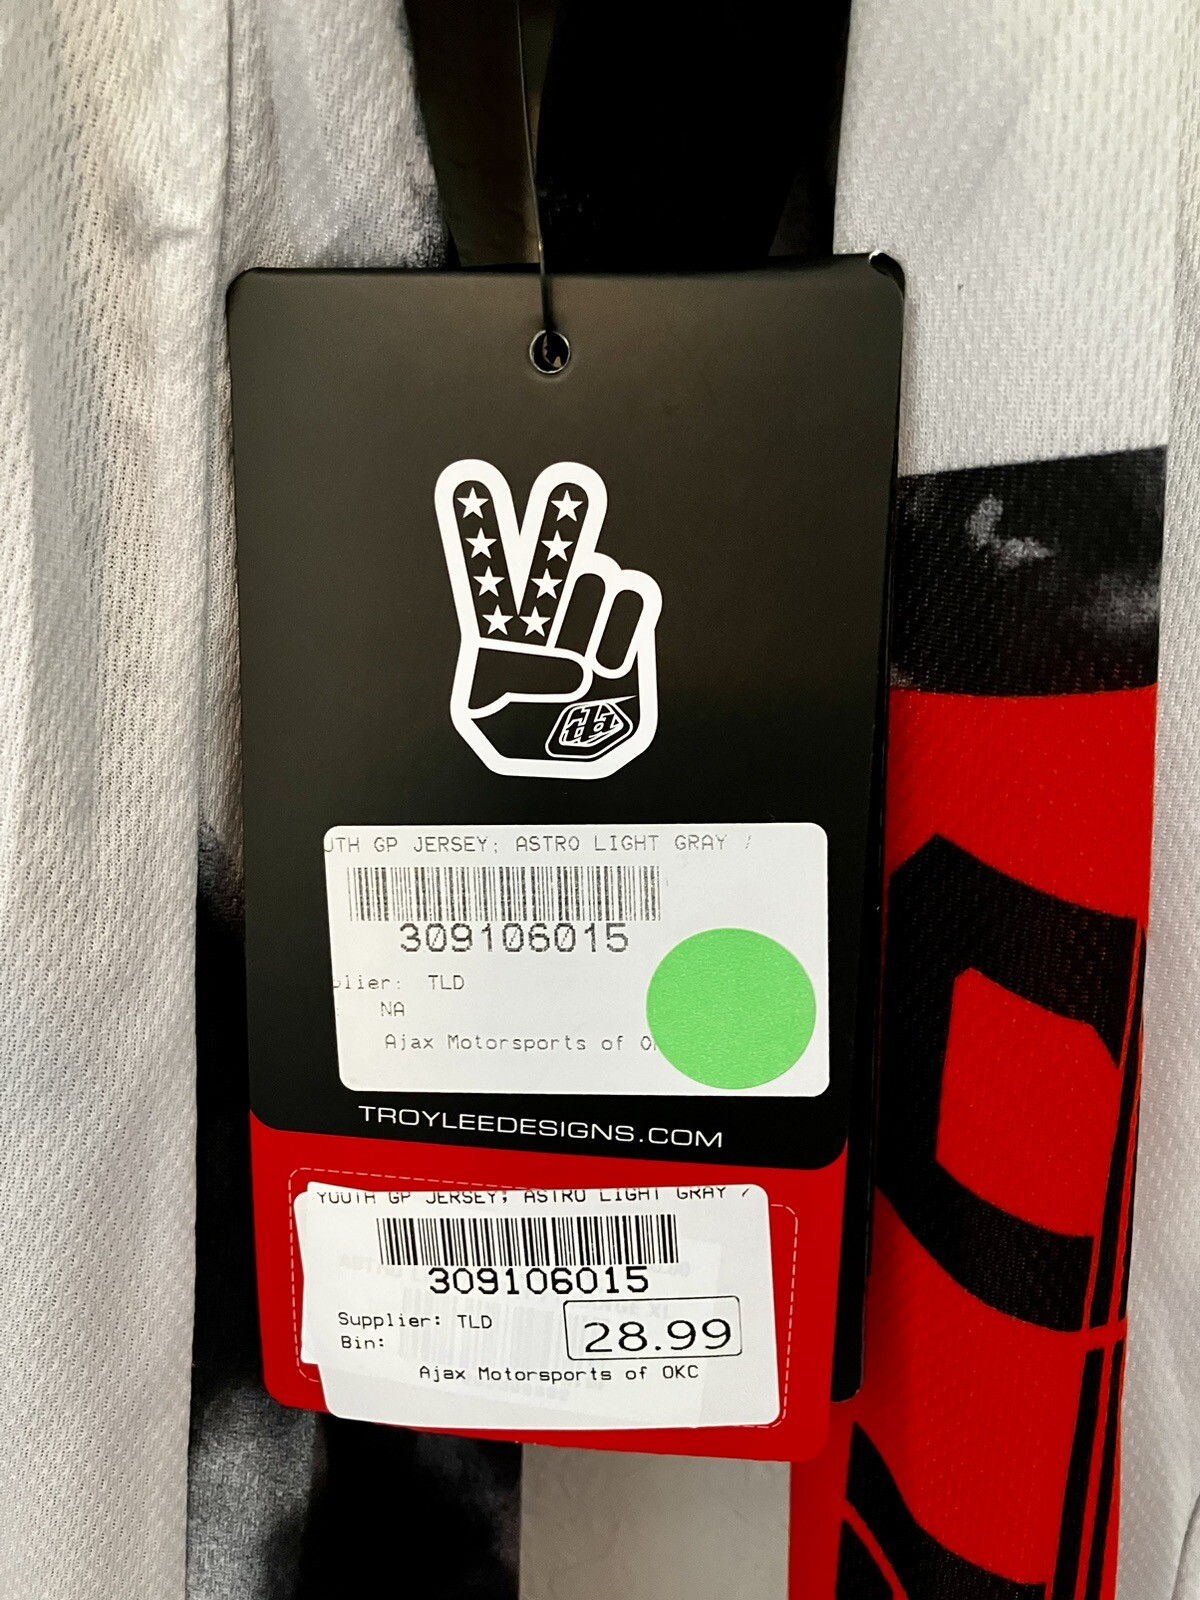 tld
UTH GP JERSEY; ASTRO LIGHT GRAY /
309106015
plier: TLD
: NA
Ajax Motorsports of O
TROYLEEDESIGNS.COM
YOUTH GP JERSEY; ASTRO LIGHT GRAY /
309106015
Supplier: TLD
Bin:
28.99
Ajax Motorsports of OKC